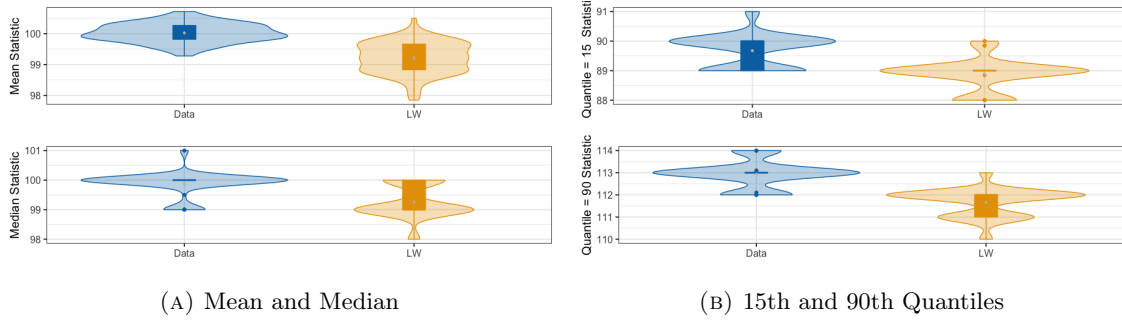 Mean Statistic
100
99
98
Data
LW
Median Statistic
101
100
99
98
Data
LW
(A) Mean and Median
Quantile = 15 Statistic
91
90
89
88
Data
LW
Quantile = 90 Statistic
114
113
112
111
110
Data
LW
(B) 15th and 90th Quantiles